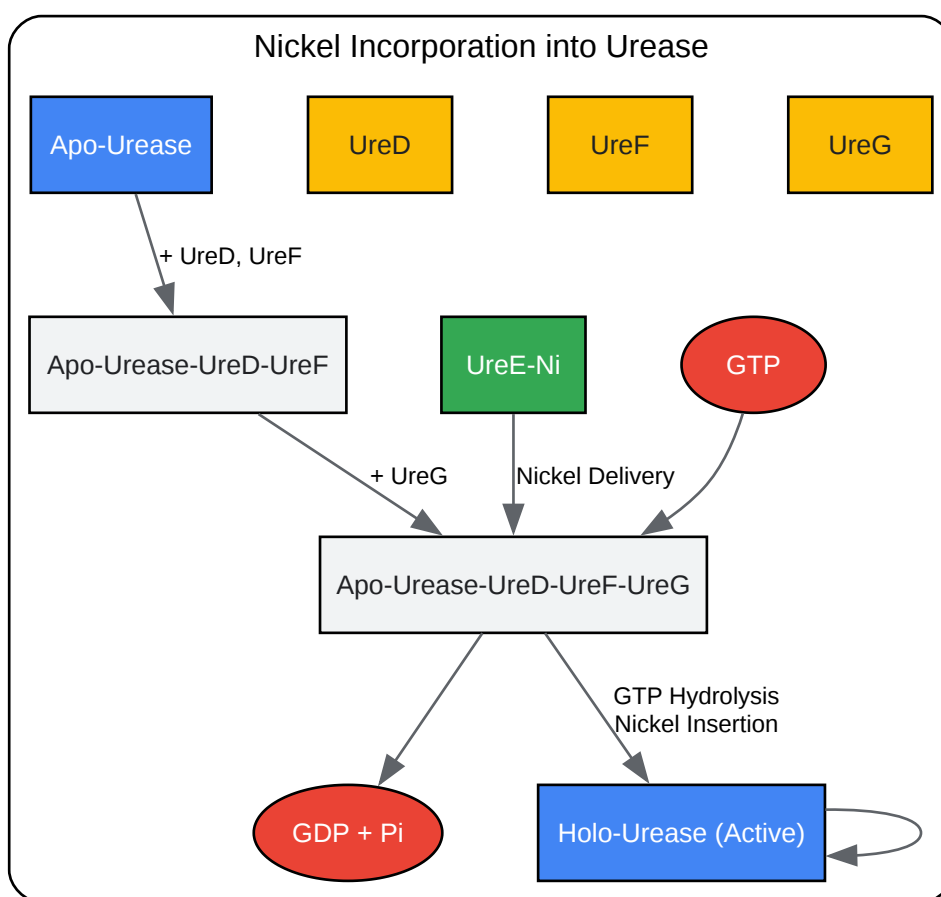 Nickel Incorporation into Urease
Apo-Urease
UreD
UreF
UreG
+ UreD, UreF
Apo-Urease-UreD-UreF
UreE-Ni
GTP
+ UreG
Nickel Delivery
Apo-Urease-UreD-UreF-UreG
GTP Hydrolysis
Nickel Insertion
GDP + Pi
Holo-Urease (Active)